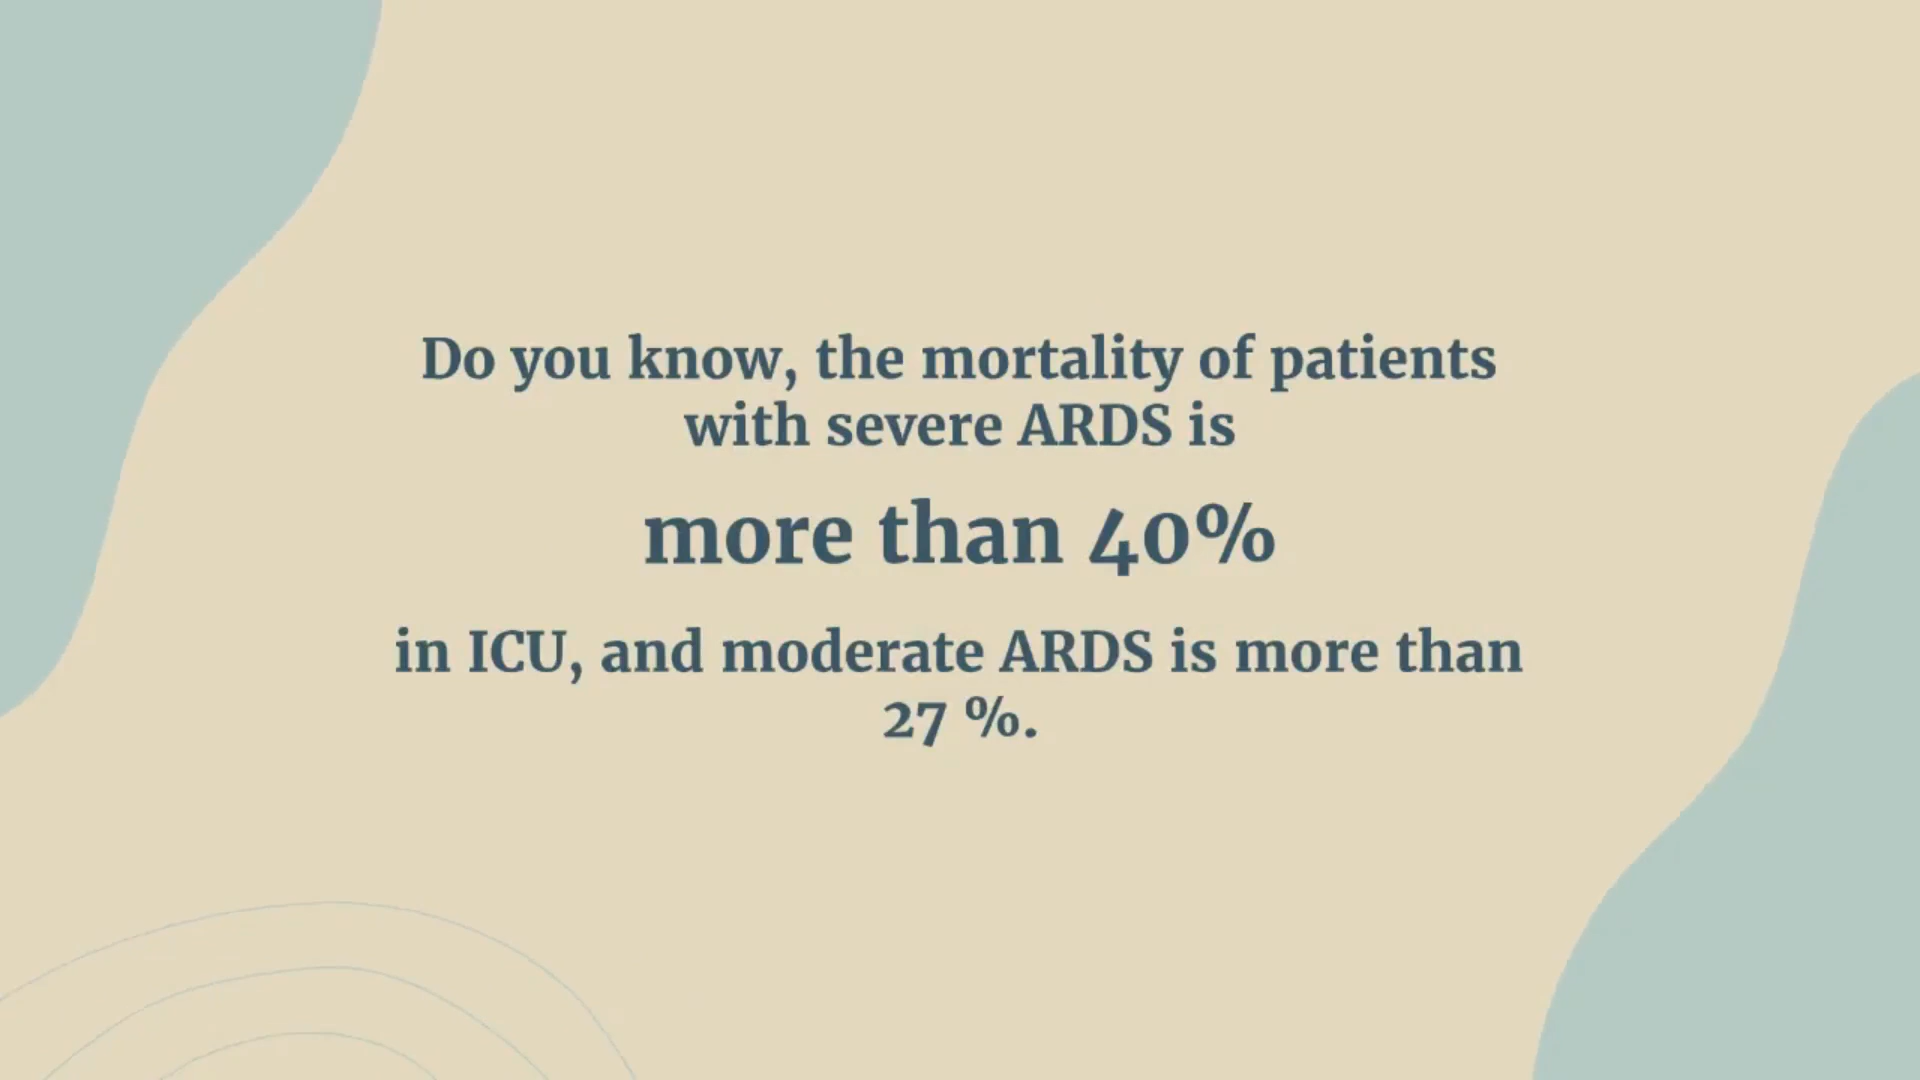 Do you know, the mortality of patients
with severe ARDS is
more than 40%
in ICU, and moderate ARDS is more than
27 %.